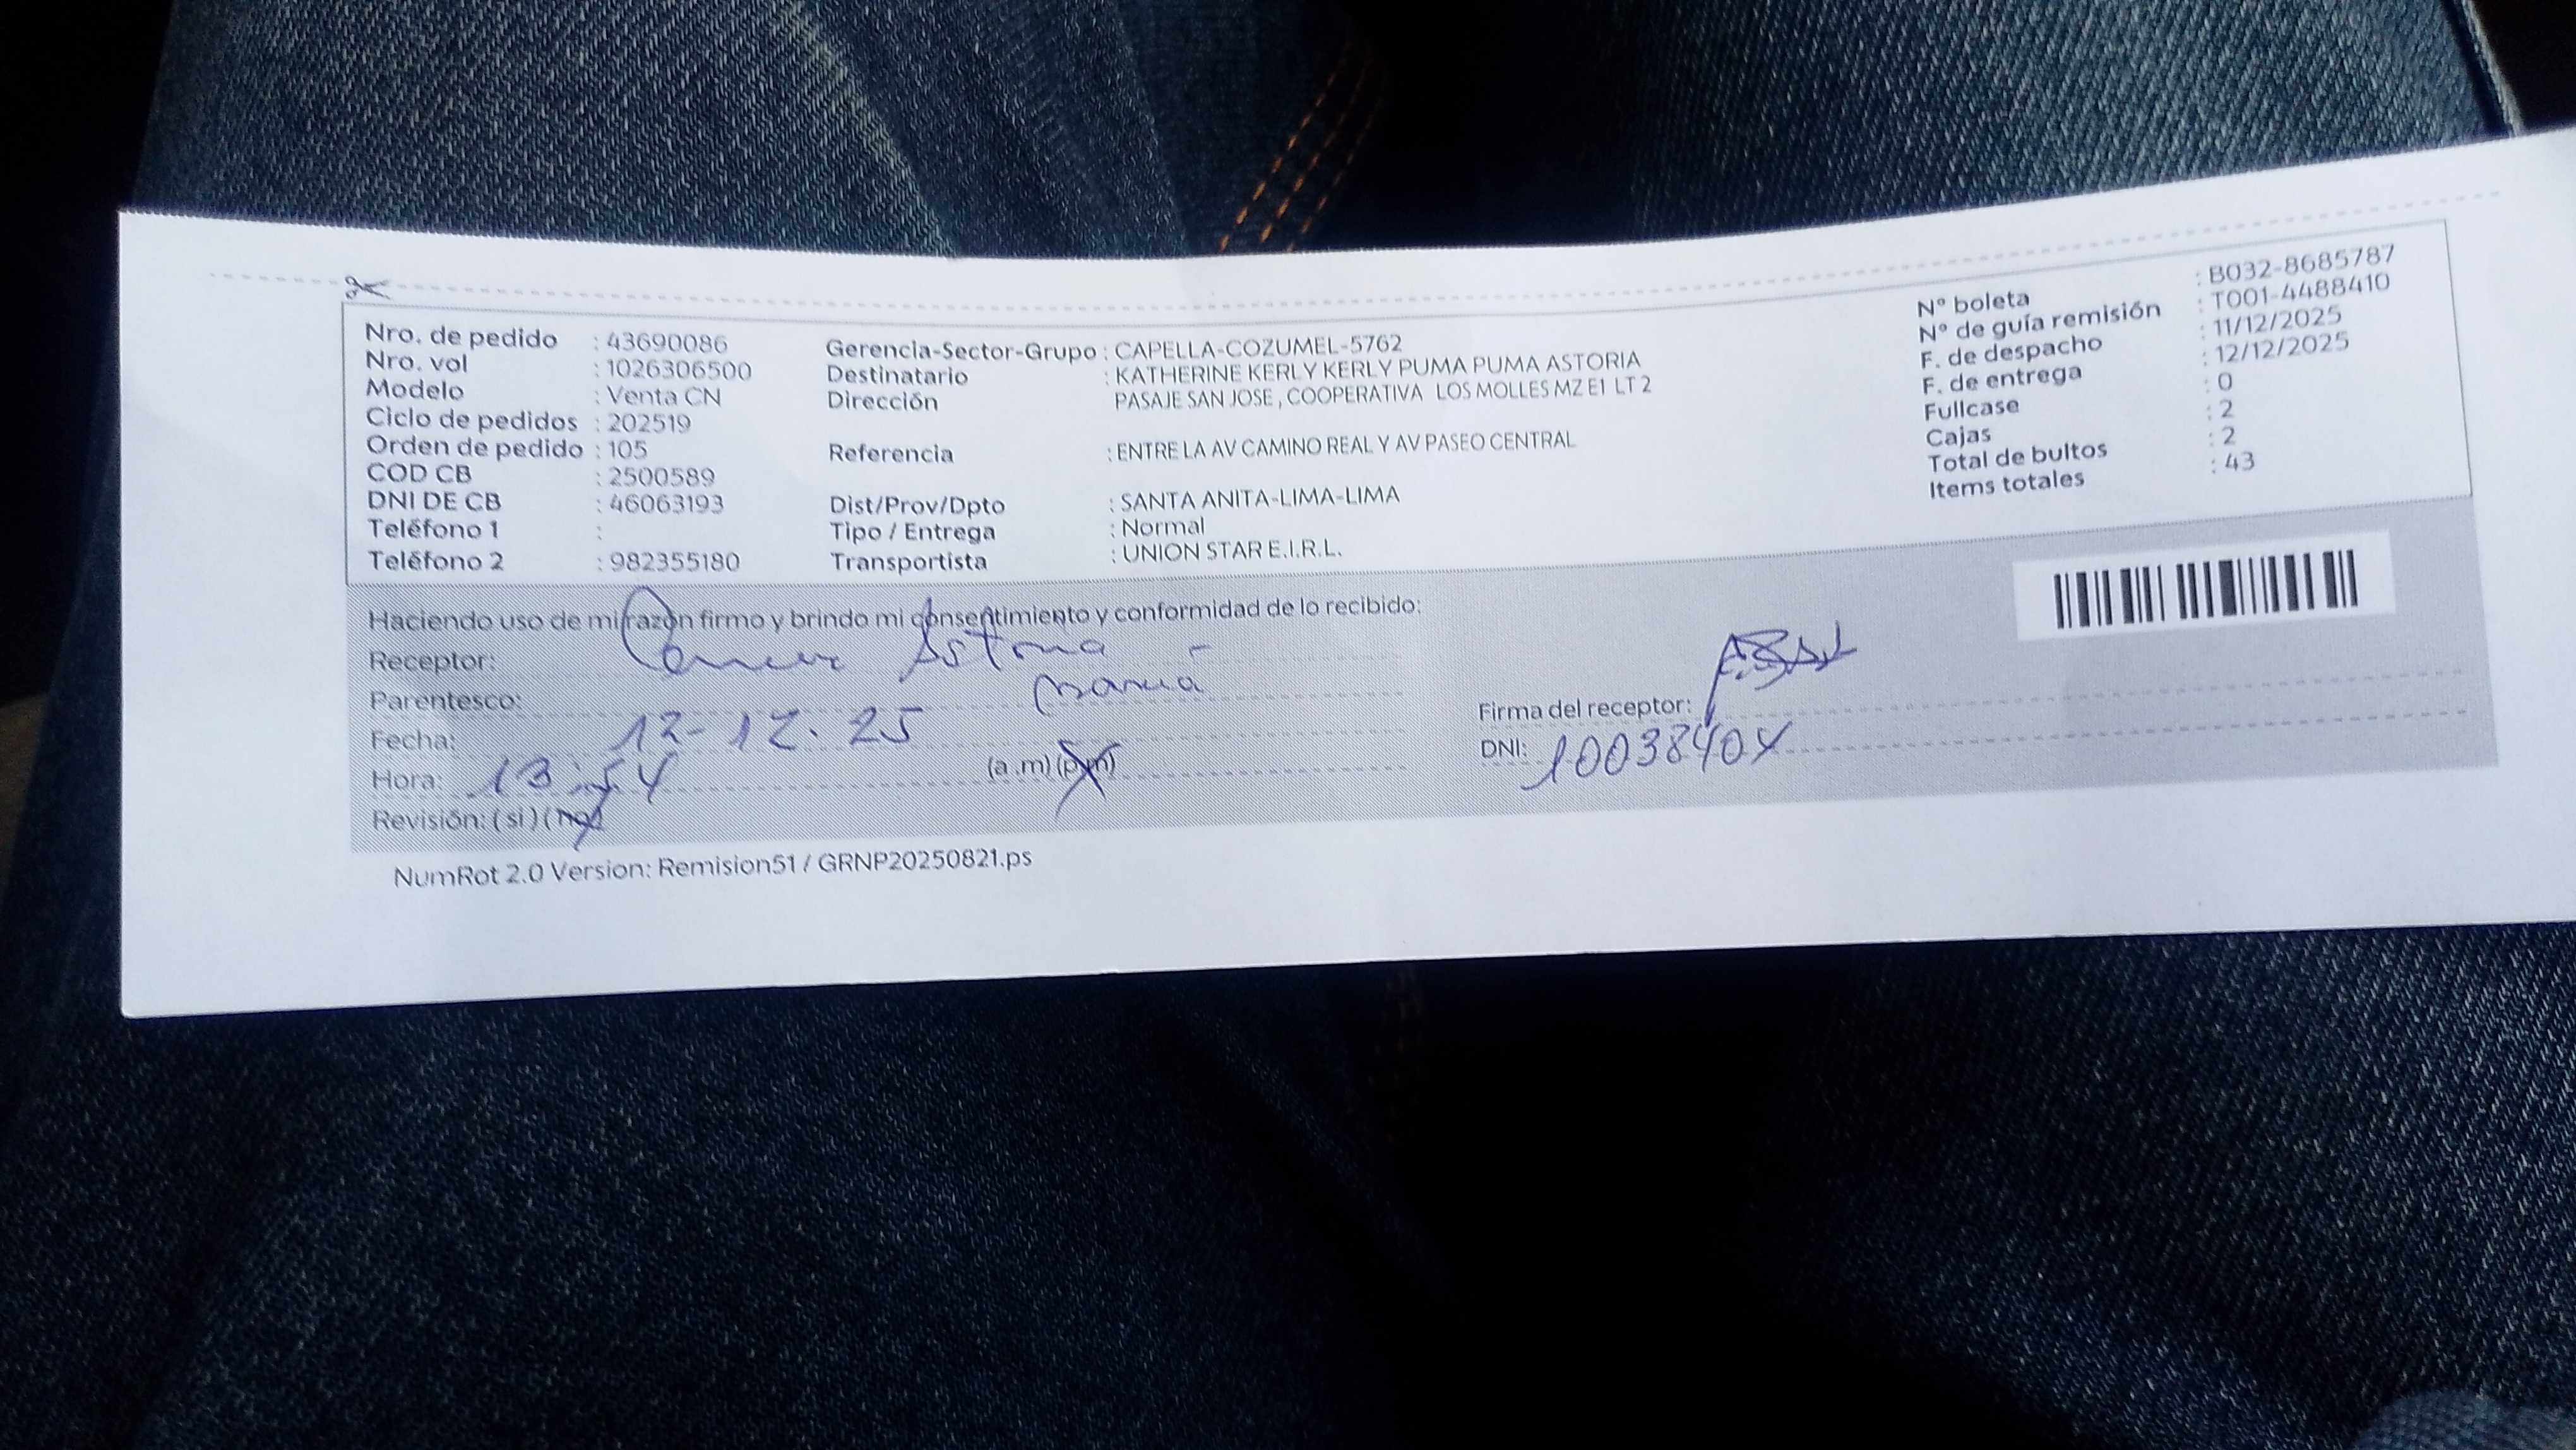 Nro. de pedido : 43690086
Nro. vol : 1026306500
Modelo : Venta CN
Ciclo de pedidos : 202519
Orden de pedido : 105
COD CB : 2500589
DNI DE CB : 46063193
Teléfono 1 :
Teléfono 2 : 982355180
Gerencia-Sector-Grupo : CAPELLA-COZUMEL-5762
Destinatario : KATHERINE KERLY KERLY PUMA PUMA ASTORIA
Dirección PASAJE SAN JOSE , COOPERATIVA LOS MOLLES MZ E1 LT 2
Referencia : ENTRE LA AV CAMINO REAL Y AV PASEO CENTRAL
Dist/Prov/Dpto : SANTA ANITA-LIMA-LIMA
Tipo / Entrega : Normal
Transportista : UNION STAR E.I.R.L.
N° boleta : B032-8685787
N° de guía remisión : T001-4488410
F. de despacho : 11/12/2025
F. de entrega : 12/12/2025
Fullcase : 0
Cajas : 2
Total de bultos : 2
Items totales : 43
Haciendo uso de mi razón firmo y brindo mi consentimiento y conformidad de lo recibido:
Receptor:
Parentesco:
Fecha: 12-12-25
Hora: 13:54 (a.m) (p.m)
Revisión: (si) (no)
Firma del receptor:
DNI:
NumRot 2.0 Version: Remision51 / GRNP20250821.ps